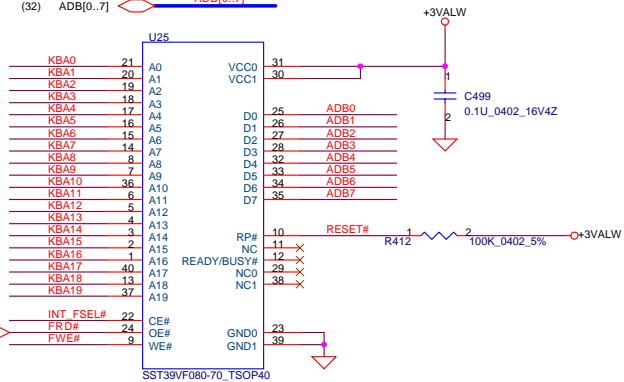 (32) ADB[0..7] ADB[0..7]
+3VALW
U25
KBA0 21 A0 VCC0 31
KBA1 20 A1 VCC1 30
KBA2 19 A2
KBA3 18 A3
KBA4 17 A4 D0 25 ADB0
KBA5 16 A5 D1 26 ADB1
KBA6 15 A6 D2 27 ADB2
KBA7 14 A7 D3 28 ADB3
KBA8 8 A8 D4 32 ADB4
KBA9 7 A9 D5 33 ADB5
KBA10 36 A10 D6 34 ADB6
KBA11 6 A11 D7 35 ADB7
KBA12 5 A12
KBA13 4 A13
KBA14 3 A14 RP# 10 RESET#
KBA15 2 A15 NC 11
KBA16 1 A16 READY/BUSY# 12
KBA17 40 A17 NC0 29
KBA18 13 A18 NC1 38
KBA19 37 A19
INT_FSEL# 22 CE# GND0 23
FRD# 24 OE# GND1 39
FWE# 9 WE#
SST39VF080-70_TSOP40
1
C499
0.1U_0402_16V4Z
2
R412 1 2 100K_0402_5% +3VALW